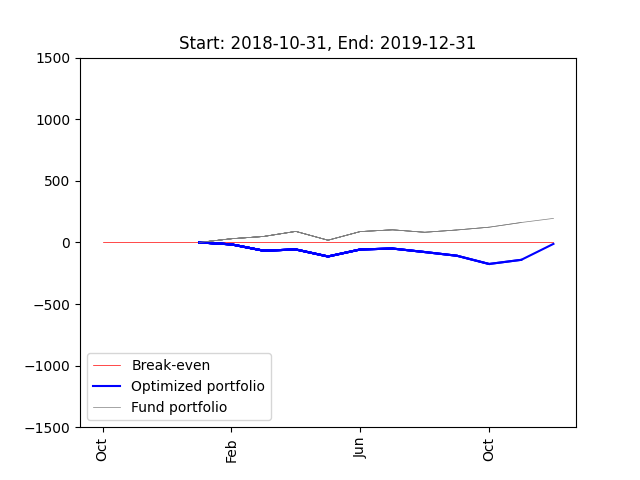 Start: 2018-10-31, End: 2019-12-31
1500
1000
500
0
−500
−1000
−1500
Break-even
Optimized portfolio
Fund portfolio
Oct
Feb
Jun
Oct